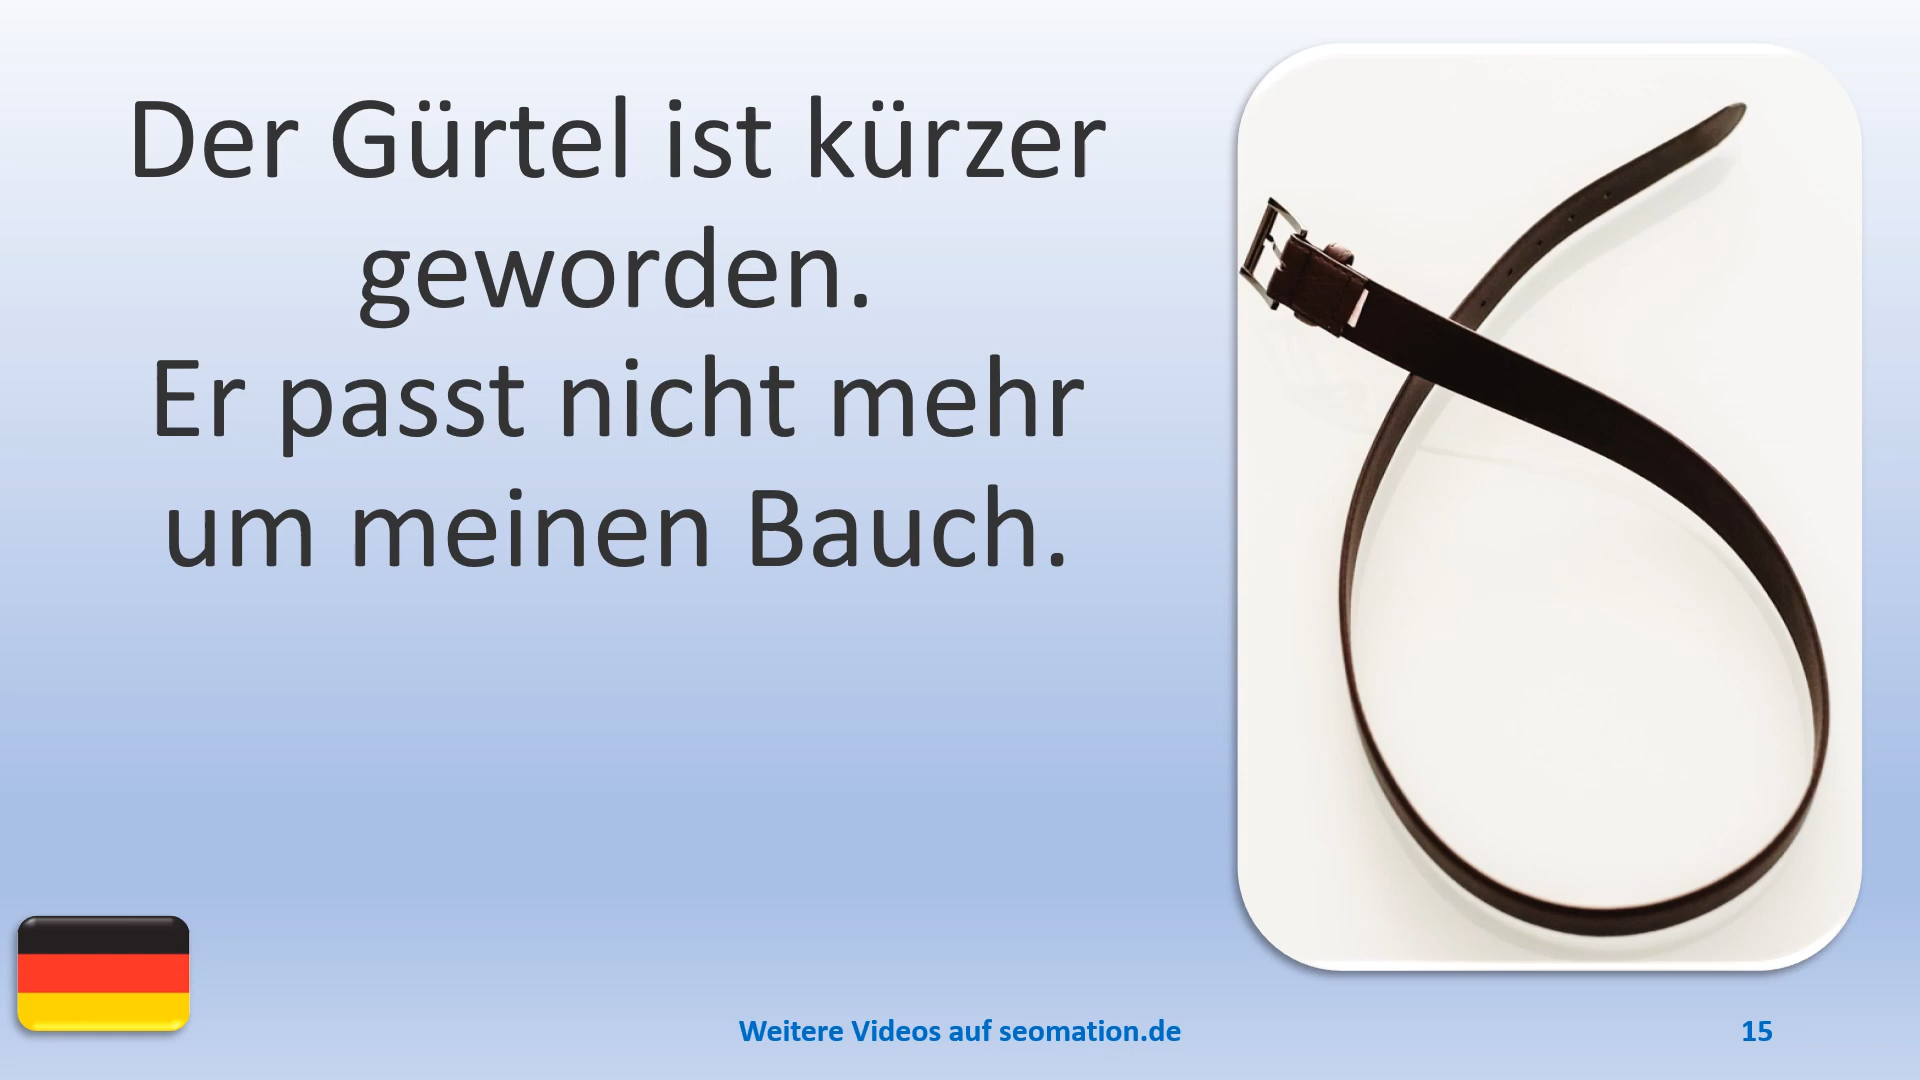 Der Gürtel ist kürzer
geworden.
Er passt nicht mehr
um meinen Bauch.
Weitere Videos auf seomation.de
15